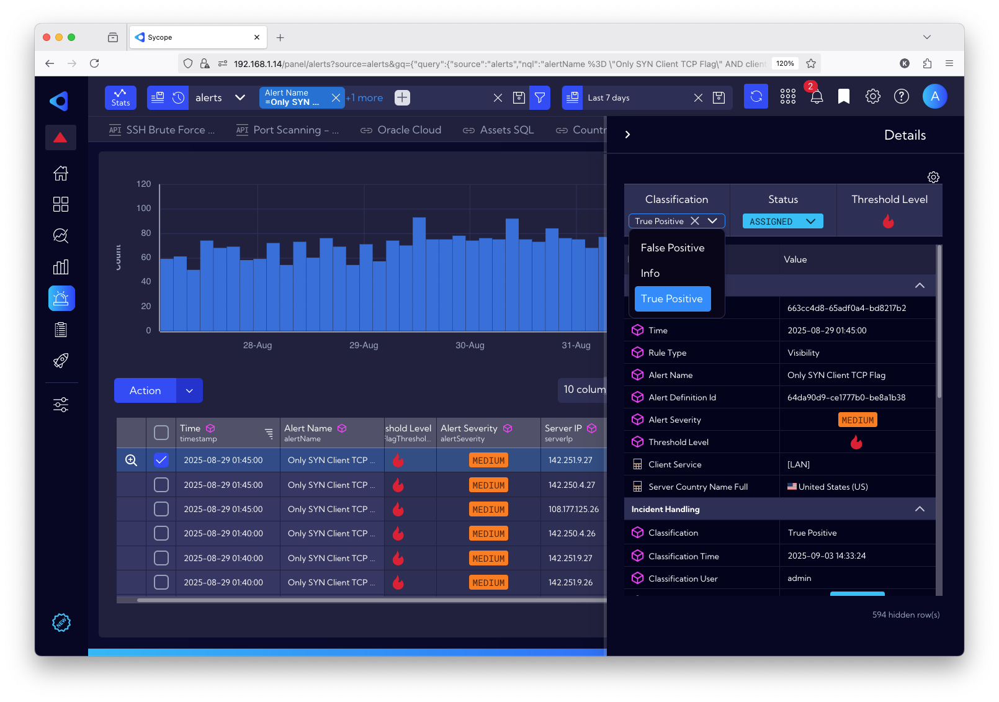 Sycope
192.168.1.14/panel/alerts?source=alerts&gq={"query":{"source":"alerts","nql":"alertName %3D \"Only SYN Client TCP Flag\" AND client
120%
K
Stats
alerts
Alert Name
=Only SYN ...
+1 more
Last 7 days
2
A
API SSH Brute Force ...
API Port Scanning - ...
Oracle Cloud
Assets SQL
Countr
Details
Classification
Status
Threshold Level
True Positive
ASSIGNED
False Positive
Info
True Positive
Value
663cc4d8-65adf0a4-bd8217b2
Time
2025-08-29 01:45:00
Rule Type
Visibility
Alert Name
Only SYN Client TCP Flag
Alert Definition Id
64da90d9-ce1777b0-be8a1b38
Alert Severity
MEDIUM
Threshold Level
Client Service
[LAN]
Server Country Name Full
United States (US)
Incident Handling
Classification
True Positive
Classification Time
2025-09-03 14:33:24
Classification User
admin
594 hidden row(s)
Count
120
100
80
60
40
20
0
28-Aug
29-Aug
30-Aug
31-Aug
Action
10 colum
Time
timestamp
Alert Name
alertName
shold Level
FlagThreshol...
Alert Severity
alertSeverity
Server IP
serverIp
2025-08-29 01:45:00 Only SYN Client TCP ... MEDIUM 142.251.9.27
2025-08-29 01:45:00 Only SYN Client TCP ... MEDIUM 142.250.4.27
2025-08-29 01:45:00 Only SYN Client TCP ... MEDIUM 108.177.125.26
2025-08-29 01:40:00 Only SYN Client TCP ... MEDIUM 142.250.4.26
2025-08-29 01:40:00 Only SYN Client TCP ... MEDIUM 142.251.9.27
2025-08-29 01:40:00 Only SYN Client TCP ... MEDIUM 142.251.9.26
NEW